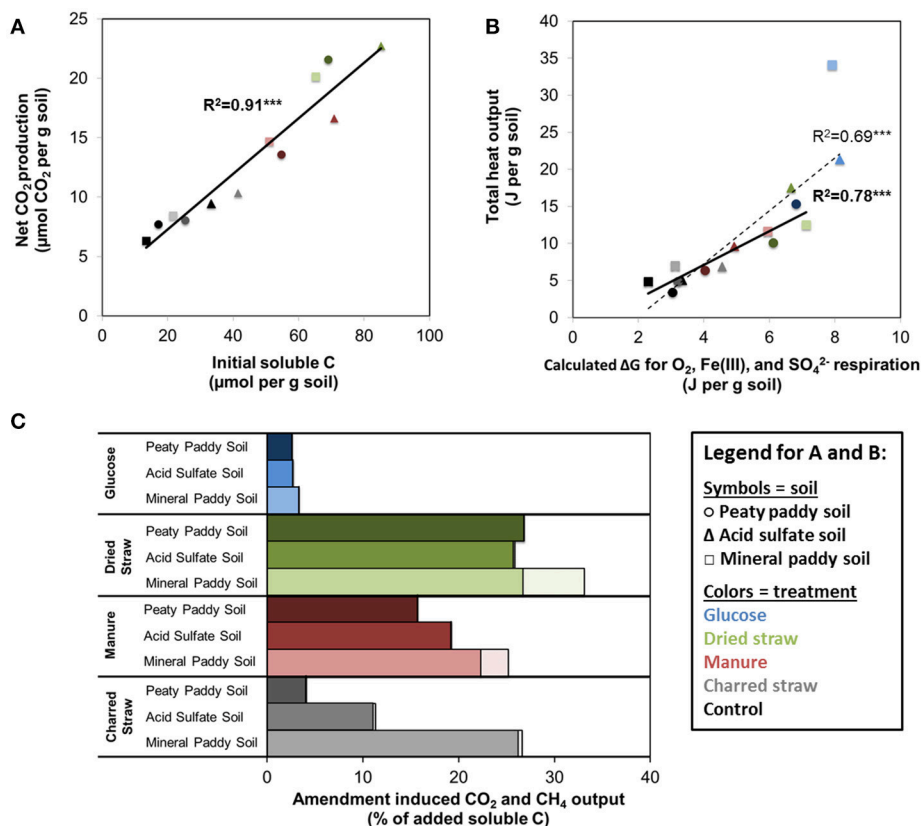 A
Net CO₂ production
(µmol CO₂ per g soil)
25
20
15
10
5
0
R²=0.91***
0
20
40
60
80
100
Initial soluble C
(µmol per g soil)
B
Total heat output
(J per g soil)
40
35
30
25
20
15
10
5
0
R²=0.69***
R²=0.78***
0
2
4
6
8
10
Calculated ΔG for O₂, Fe(III), and SO₄²⁻ respiration
(J per g soil)
C
Glucose
Peaty Paddy Soil
Acid Sulfate Soil
Mineral Paddy Soil
Dried
Straw
Peaty Paddy Soil
Acid Sulfate Soil
Mineral Paddy Soil
Manure
Peaty Paddy Soil
Acid Sulfate Soil
Mineral Paddy Soil
Charred
Straw
Peaty Paddy Soil
Acid Sulfate Soil
Mineral Paddy Soil
0
10
20
30
40
Amendment induced CO₂ and CH₄ output
(% of added soluble C)
Legend for A and B:
Symbols = soil
O Peaty paddy soil
Δ Acid sulfate soil
□ Mineral paddy soil
Colors = treatment
Glucose
Dried straw
Manure
Charred straw
Control